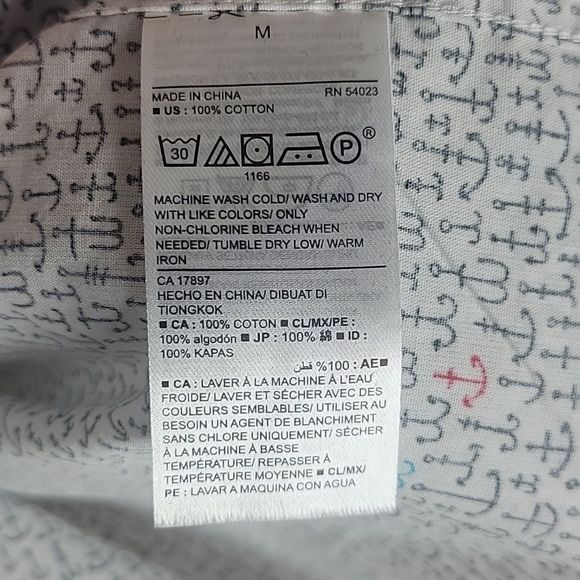 M
MADE IN CHINA RN 54023
■ US : 100% COTTON
30 P ®
1166
MACHINE WASH COLD/ WASH AND DRY
WITH LIKE COLORS/ ONLY
NON-CHLORINE BLEACH WHEN
NEEDED/ TUMBLE DRY LOW/ WARM
IRON
CA 17897
HECHO EN CHINA/ DIBUAT DI
TIONGKOK
■ CA : 100% COTON ■ CL/MX/PE :
100% algodón ■ JP : 100% 綿 ■ ID :
100% KAPAS
■AE : 100% قطن
■ CA : LAVER À LA MACHINE À L'EAU
FROIDE/ LAVER ET SÉCHER AVEC DES
COULEURS SEMBLABLES/ UTILISER AU
BESOIN UN AGENT DE BLANCHIMENT
SANS CHLORE UNIQUEMENT/ SÉCHER
À LA MACHINE À BASSE
TEMPÉRATURE/ REPASSER À
TEMPÉRATURE MOYENNE ■ CL/MX/
PE : LAVAR A MAQUINA CON AGUA